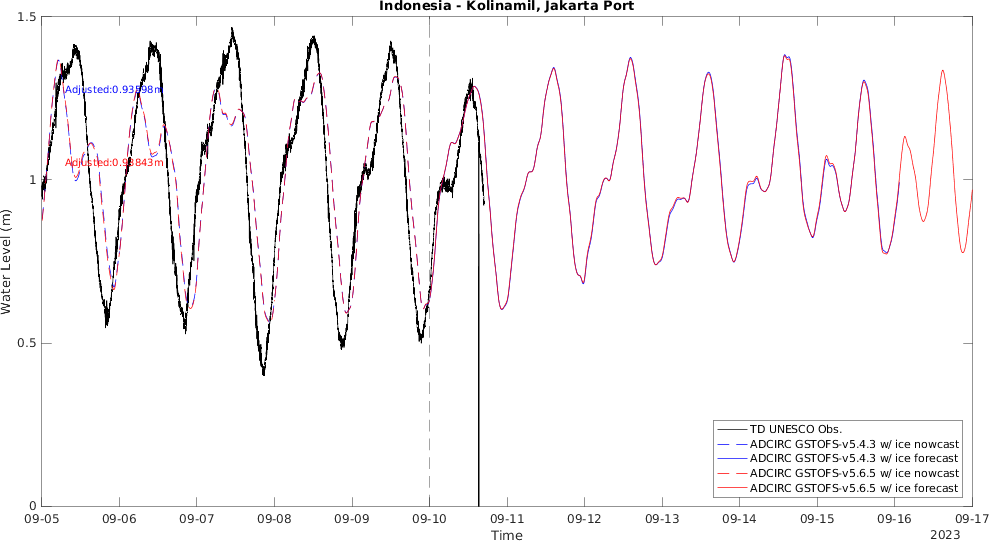 Indonesia - Kolinamil, Jakarta Port
1.5
Adjusted:0.93598m
Adjusted:0.93843m
1
Water Level (m)
0.5
TD UNESCO Obs.
ADCIRC GSTOFS-v5.4.3 w/ ice nowcast
ADCIRC GSTOFS-v5.4.3 w/ ice forecast
ADCIRC GSTOFS-v5.6.5 w/ ice nowcast
ADCIRC GSTOFS-v5.6.5 w/ ice forecast
0
09-05 09-06 09-07 09-08 09-09 09-10 09-11 09-12 09-13 09-14 09-15 09-16 09-17
Time
2023